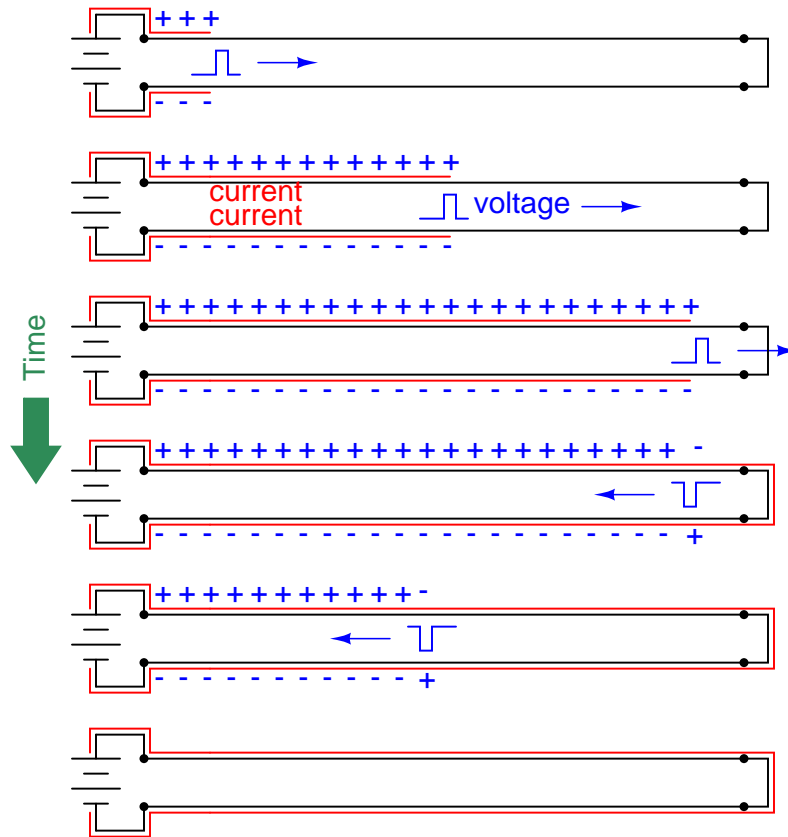 + + +
- - -
+ + + + + + + + + + + + +
current
current
voltage
- - - - - - - - - - - - -
+ + + + + + + + + + + + + + + + + + + + + + +
Time
- - - - - - - - - - - - - - - - - - - - - - -
+ + + + + + + + + + + + + + + + + + + + + + -
- - - - - - - - - - - - - - - - - - - - - - +
+ + + + + + + + + + + -
- - - - - - - - - - - +